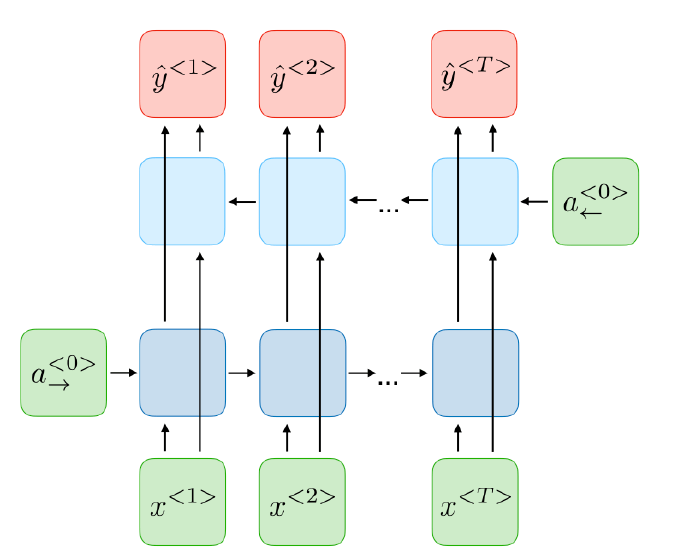 ŷ<1> ŷ<2> ŷ<T>
... a←<0>
a→<0> ...
x<1> x<2> x<T>